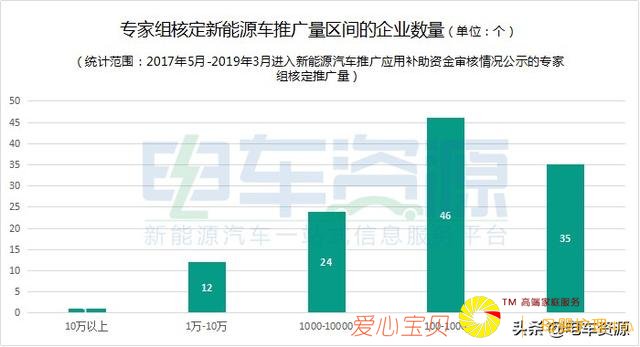 专家组核定新能源车推广量区间的企业数量（单位：个）
（统计范围：2017年5月-2019年3月进入新能源汽车推广应用补助资金审核情况公示的专家
组核定推广量）
50
45
40
35
30
25
20
15
10
5
0
12
24
46
35
电车资源
新能源汽车一站式信息服务平台
10万以上
1万-10万
1000-10000
100-1000
TM 高端家庭服务
爱心宝贝
头条@电车资源